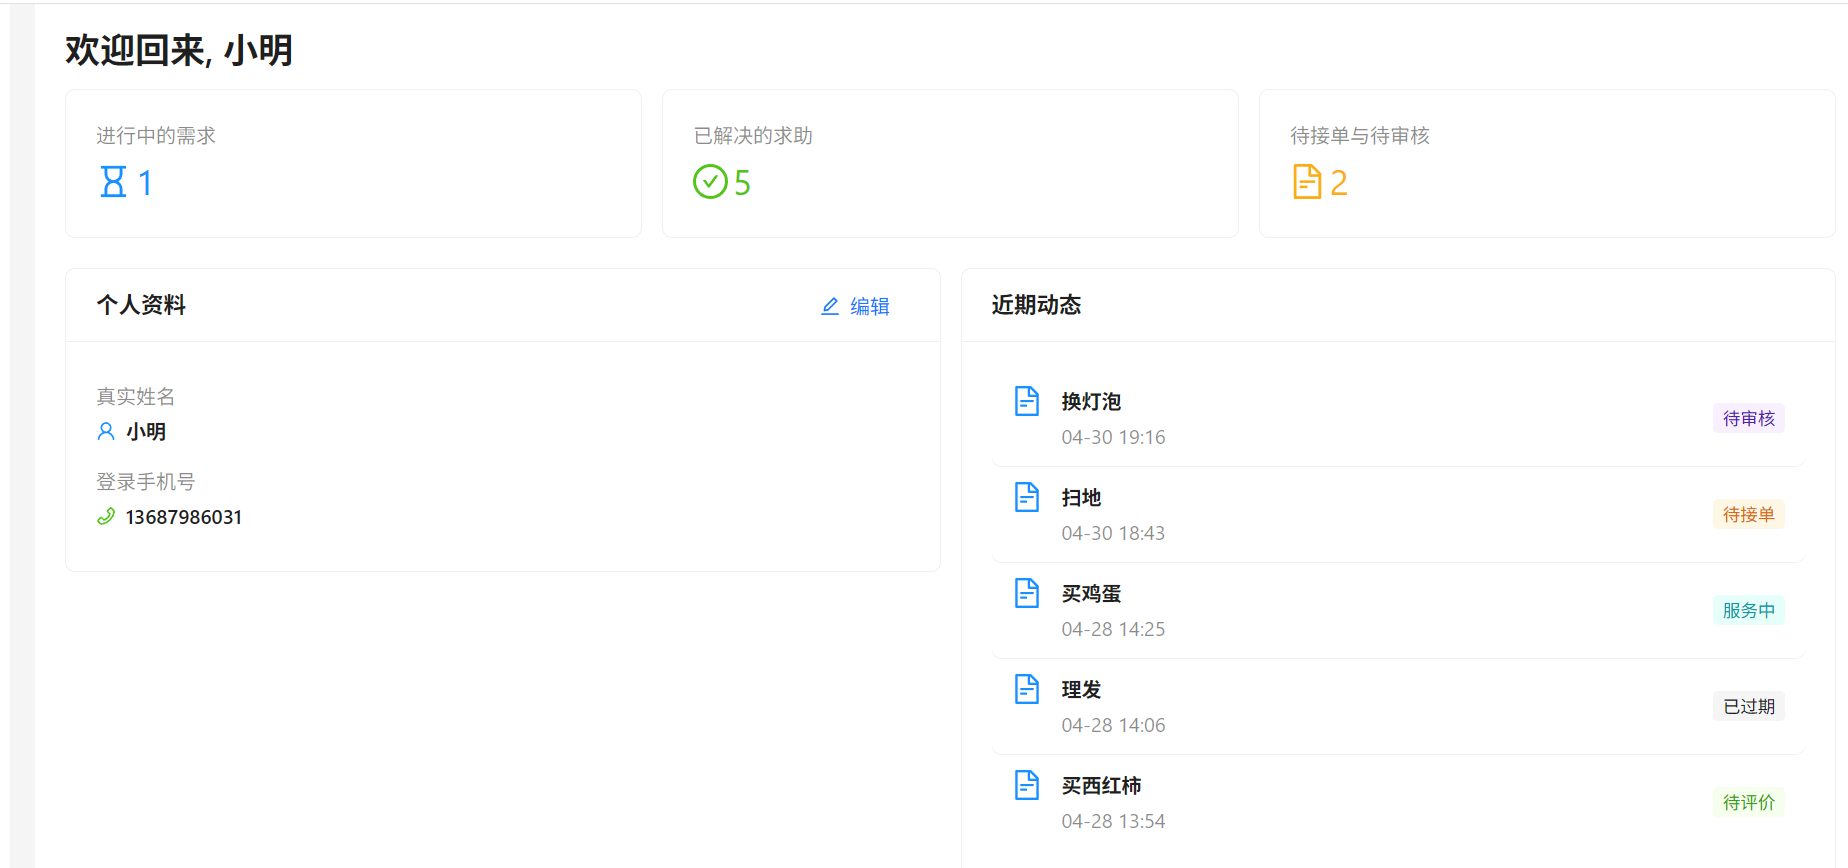 欢迎回来, 小明
进行中的需求
1
已解决的求助
5
待接单与待审核
2
个人资料
编辑
真实姓名
小明
登录手机号
13687986031
近期动态
换灯泡
04-30 19:16
待审核
扫地
04-30 18:43
待接单
买鸡蛋
04-28 14:25
服务中
理发
04-28 14:06
已过期
买西红柿
04-28 13:54
待评价